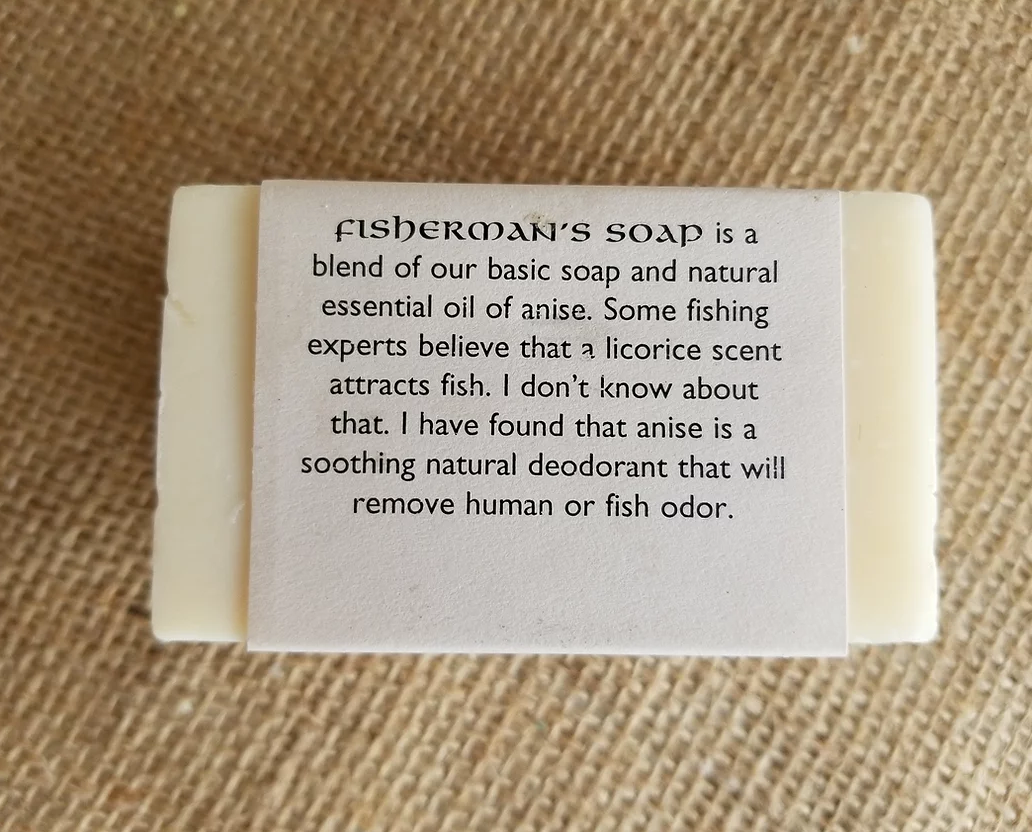 FISHERMAN'S SOAP is a
blend of our basic soap and natural
essential oil of anise. Some fishing
experts believe that a licorice scent
attracts fish. I don't know about
that. I have found that anise is a
soothing natural deodorant that will
remove human or fish odor.